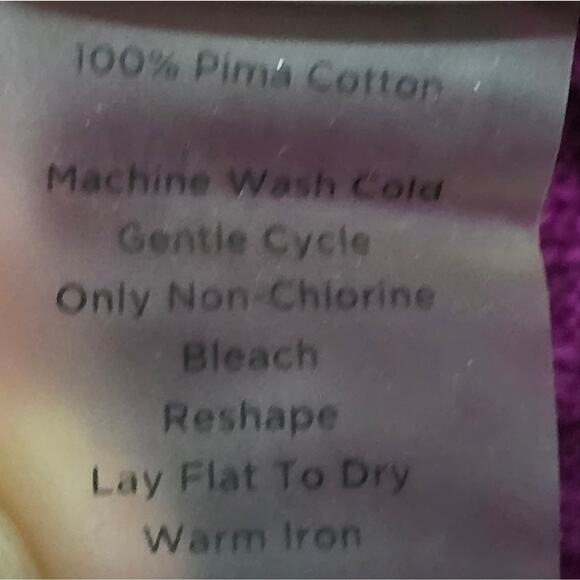 100% Pima Cotton
Machine Wash Cold
Gentle Cycle
Only Non-Chlorine
Bleach
Reshape
Lay Flat To Dry
Warm Iron